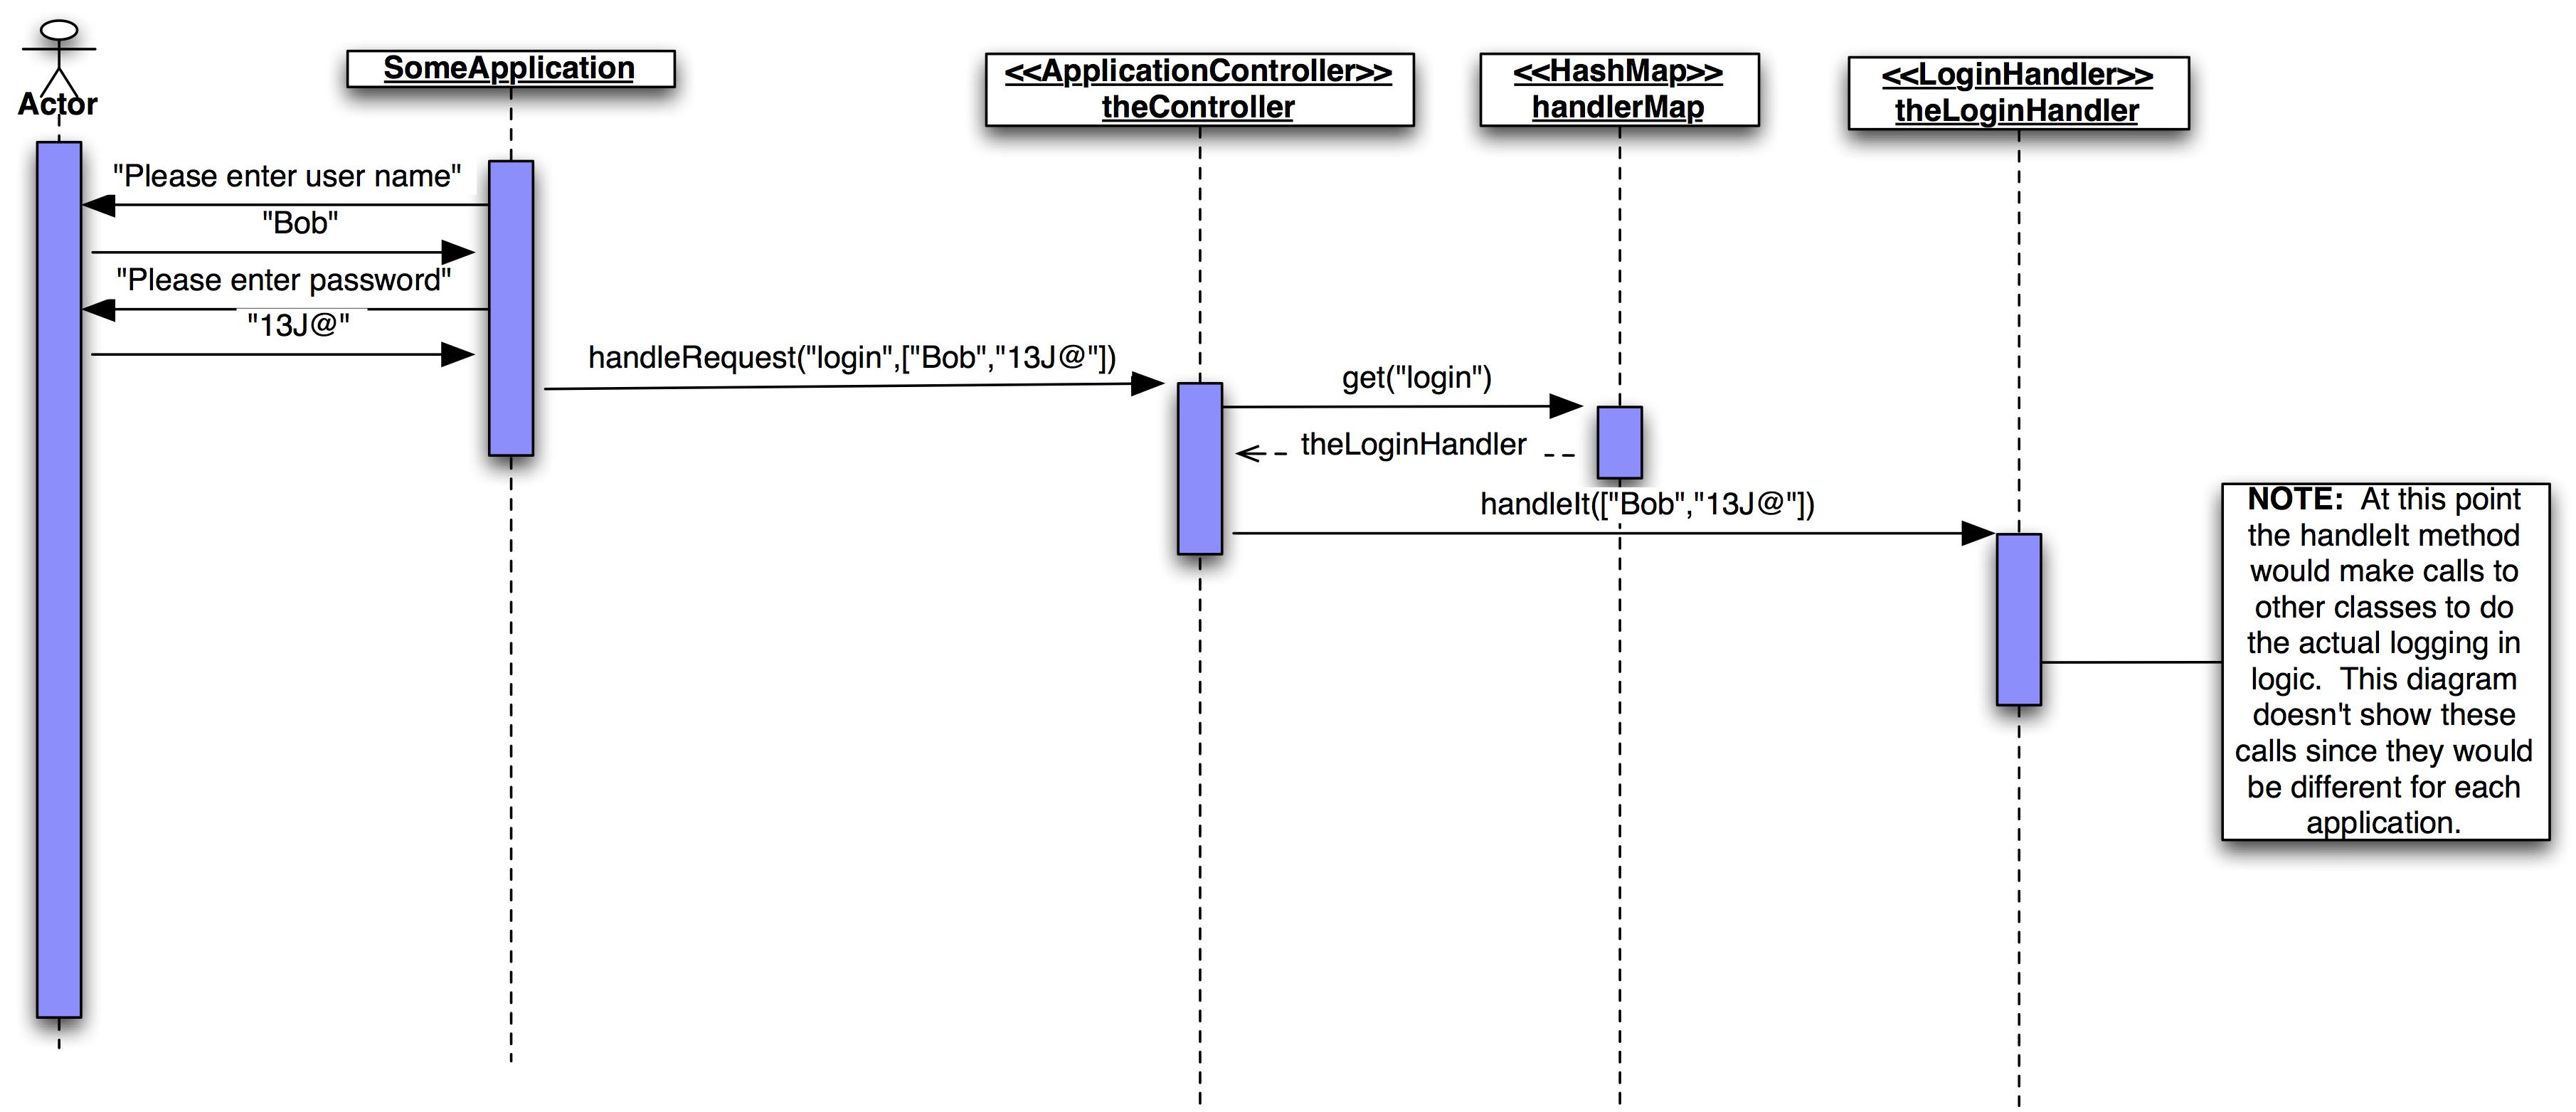 Actor
SomeApplication
<<ApplicationController>>
theController
<<HashMap>>
handlerMap
<<LoginHandler>>
theLoginHandler
"Please enter user name"
"Bob"
"Please enter password"
"13J@"
handleRequest("login",["Bob","13J@"])
get("login")
theLoginHandler
handleIt(["Bob","13J@"])
NOTE:  At this point
the handleIt method
would make calls to
other classes to do
the actual logging in
logic.  This diagram
doesn't show these
calls since they would
be different for each
application.